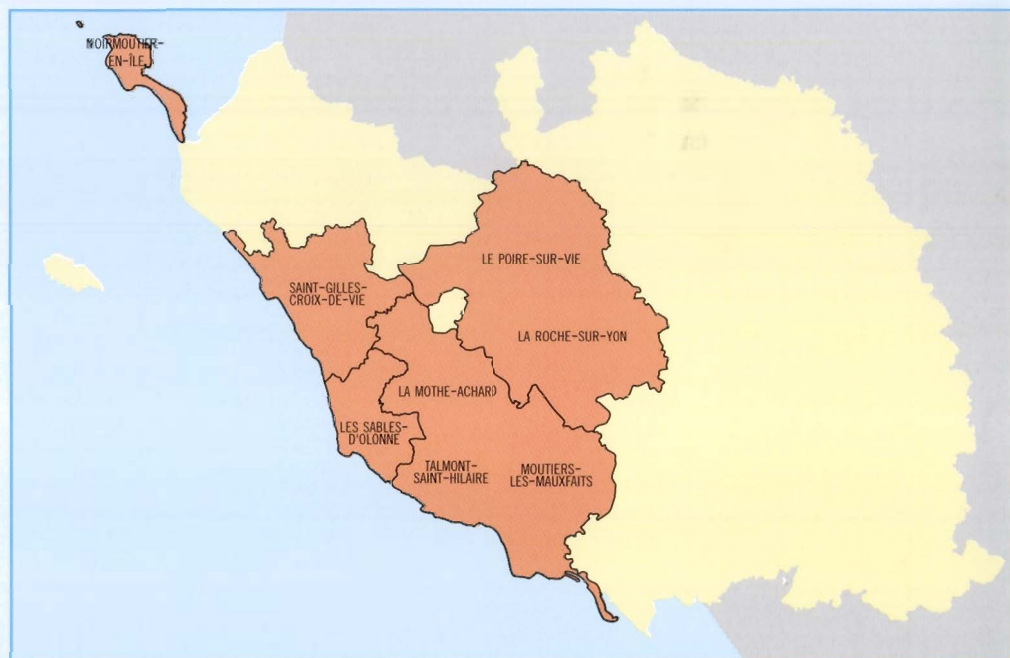 NOIRMOUTIER-
EN-ÎLE
LE POIRE-SUR-VIE
SAINT-GILLES-
CROIX-DE-VIE
LA ROCHE-SUR-YON
LA MOTHE-ACHARD
LES SABLES-
D'OLONNE
TALMONT-
SAINT-HILAIRE
MOUTIERS-
LES-MAUXFAITS